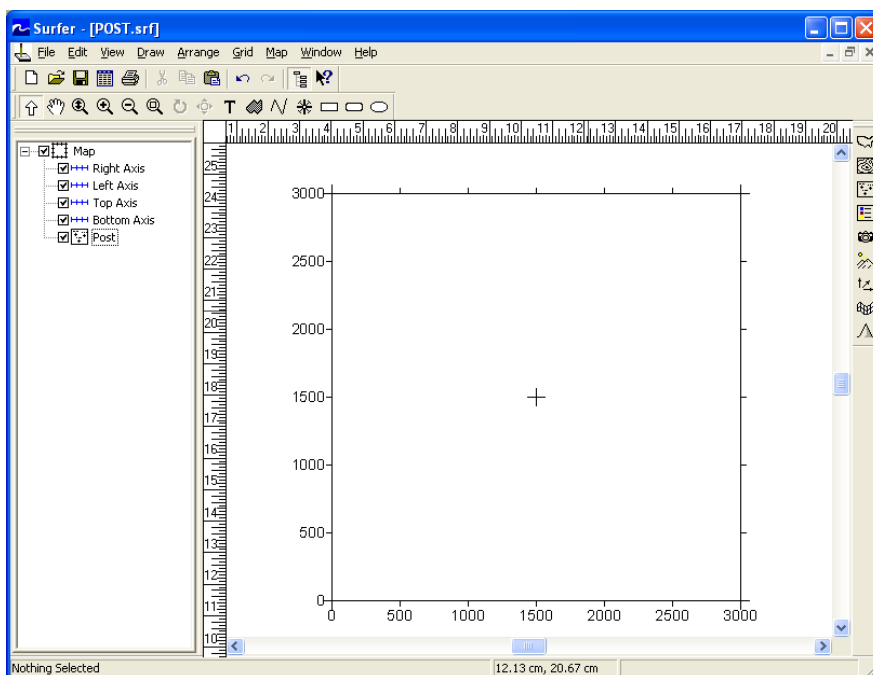 Surfer - [POST.srf]
File Edit View Draw Arrange Grid Map Window Help
T
1 2 3 4 5 6 7 8 9 10 11 12 13 14 15 16 17 18 19 20
Map
Right Axis
Left Axis
Top Axis
Bottom Axis
Post
25
24
23
22
21
20
19
18
17
16
15
14
13
12
11
10
3000
2500
2000
1500
1000
500
0
0 500 1000 1500 2000 2500 3000
Nothing Selected 12.13 cm, 20.67 cm